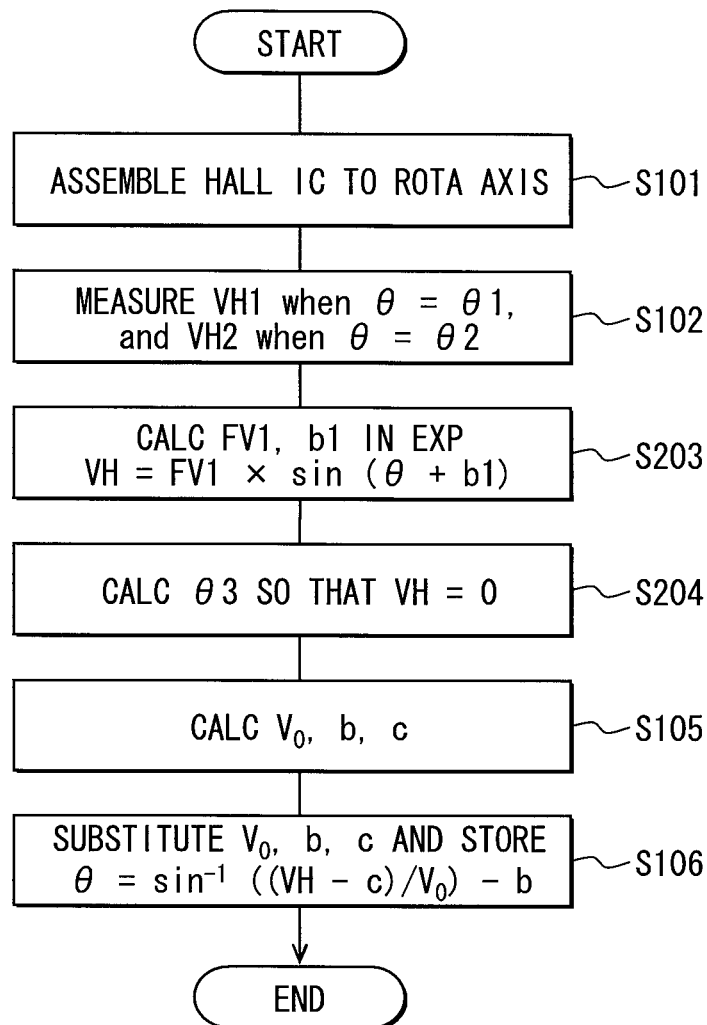 START
ASSEMBLE HALL IC TO ROTA AXIS
S101
MEASURE VH1 when θ = θ1,
and VH2 when θ = θ2
S102
CALC FV1, b1 IN EXP
VH = FV1 × sin (θ + b1)
S203
CALC θ3 SO THAT VH = 0
S204
CALC V₀, b, c
S105
SUBSTITUTE V₀, b, c AND STORE
θ = sin⁻¹ ((VH - c)/V₀) - b
S106
END